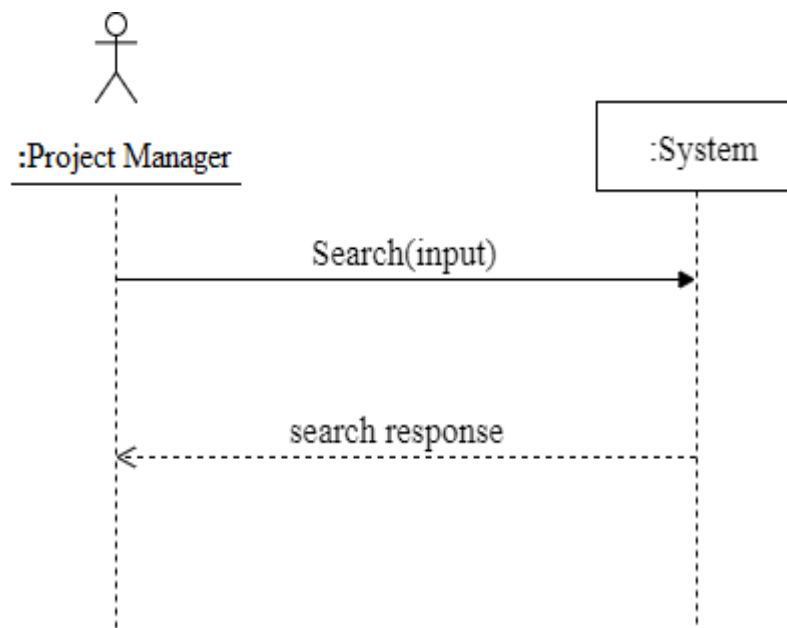 :Project Manager
:System
Search(input)
search response